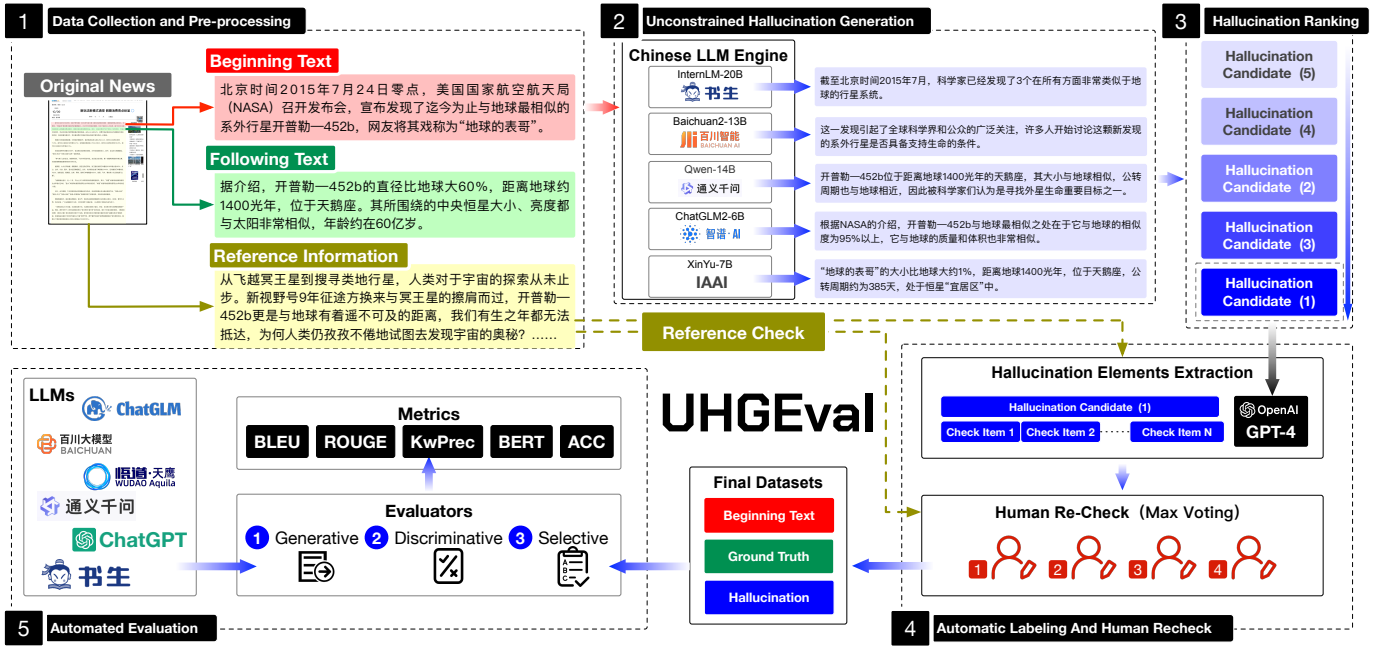 1 Data Collection and Pre-processing
Original News
Beginning Text
北京时间2015年7月24日零点，美国国家航空航天局
（NASA）召开发布会，宣布发现了迄今为止与地球最相似的
系外行星开普勒—452b，网友将其戏称为“地球的表哥”。
Following Text
据介绍，开普勒—452b的直径比地球大60%，距离地球约
1400光年，位于天鹅座。其所围绕的中央恒星大小、亮度都
与太阳非常相似，年龄约在60亿岁。
Reference Information
从飞越冥王星到搜寻类地行星，人类对于宇宙的探索从未止
步。新视野号9年征途方换来与冥王星的擦肩而过，开普勒—
452b更是与地球有着遥不可及的距离，我们有生之年都无法
抵达，为何人类仍孜孜不倦地试图去发现宇宙的奥秘？……
2 Unconstrained Hallucination Generation
Chinese LLM Engine
InternLM-20B
书生
截至北京时间2015年7月，科学家已经发现了3个在所有方面非常类似于地
球的行星系统。
Baichuan2-13B
百川智能
BAICHUAN AI
这一发现引起了全球科学界和公众的广泛关注，许多人开始讨论这颗新发现
的系外行星是否具备支持生命的条件。
Qwen-14B
通义千问
开普勒—452b位于距离地球1400光年的天鹅座，其大小与地球相似，公转
周期也与地球相近，因此被科学家们认为是寻找外星生命重要目标之一。
ChatGLM2-6B
智谱·AI
根据NASA的介绍，开普勒—452b与地球最相似之处在于它与地球的相似
度为95%以上，它与地球的质量和体积也非常相似。
XinYu-7B
IAAI
“地球的表哥”的大小比地球大约1%，距离地球1400光年，位于天鹅座，公
转周期约为385天，处于恒星“宜居区”中。
3 Hallucination Ranking
Hallucination
Candidate (5)
Hallucination
Candidate (4)
Hallucination
Candidate (2)
Hallucination
Candidate (3)
Hallucination
Candidate (1)
Reference Check
Hallucination Elements Extraction
Hallucination Candidate (1)
Check Item 1
Check Item 2
Check Item N
OpenAI
GPT-4
Human Re-Check（Max Voting）
1
2
3
4
4 Automatic Labeling And Human Recheck
UHGEval
Final Datasets
Beginning Text
Ground Truth
Hallucination
LLMs
ChatGLM
百川大模型
BAICHUAN
悟道·天鹰
WUDAO Aquila
通义千问
ChatGPT
书生
Metrics
BLEU
ROUGE
KwPrec
BERT
ACC
Evaluators
1 Generative
2 Discriminative
3 Selective
A
B
C
5 Automated Evaluation